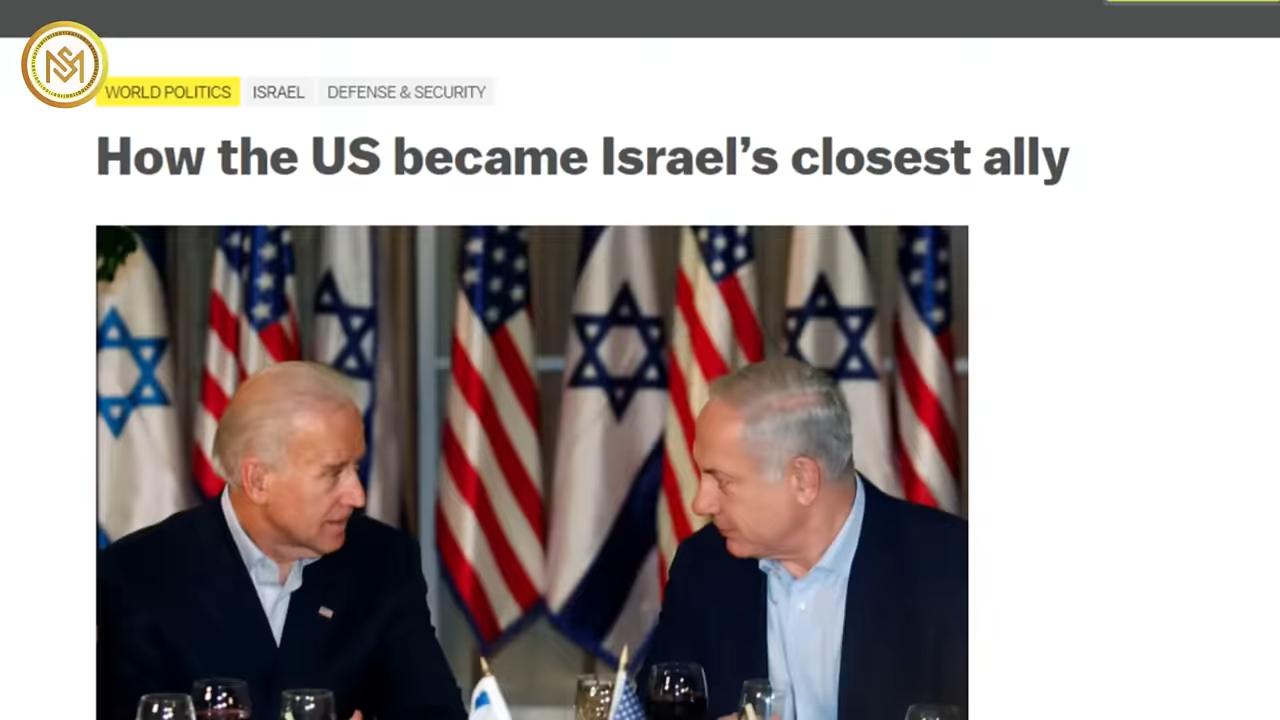 WORLD POLITICS
ISRAEL
DEFENSE & SECURITY
How the US became Israel’s closest ally